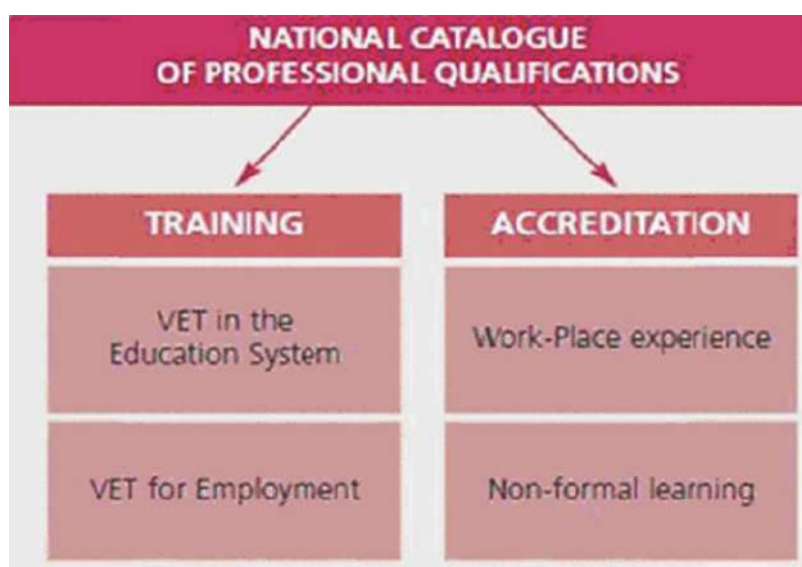 NATIONAL CATALOGUE
OF PROFESSIONAL QUALIFICATIONS
TRAINING
VET in the
Education System
VET for Employment
ACCREDITATION
Work-Place experience
Non-formal learning